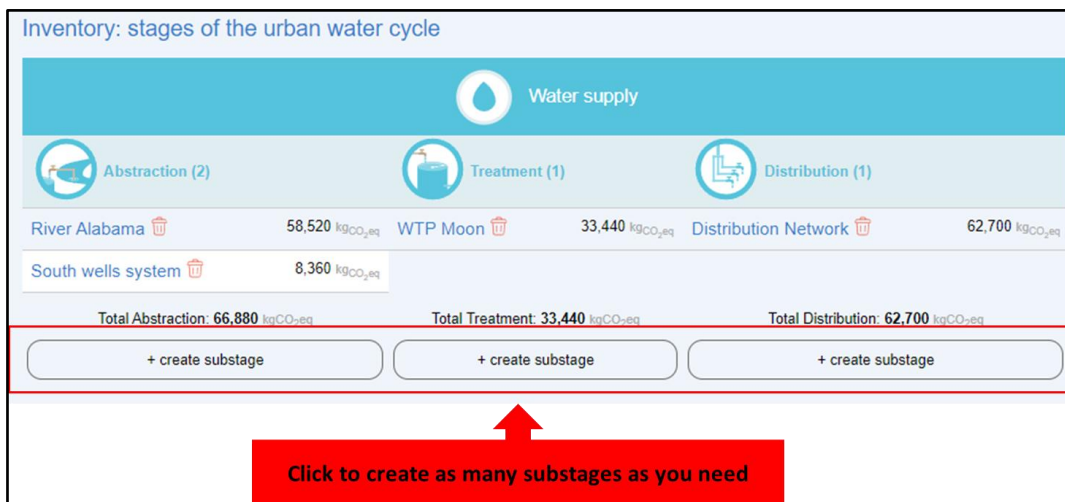 Inventory: stages of the urban water cycle
Water supply
Abstraction (2) Treatment (1) Distribution (1)
River Alabama 58,520 kgCO₂eq WTP Moon 33,440 kgCO₂eq Distribution Network 62,700 kgCO₂eq
South wells system 8,360 kgCO₂eq
Total Abstraction: 66,880 kgCO₂eq Total Treatment: 33,440 kgCO₂eq Total Distribution: 62,700 kgCO₂eq
+ create substage + create substage + create substage
Click to create as many substages as you need